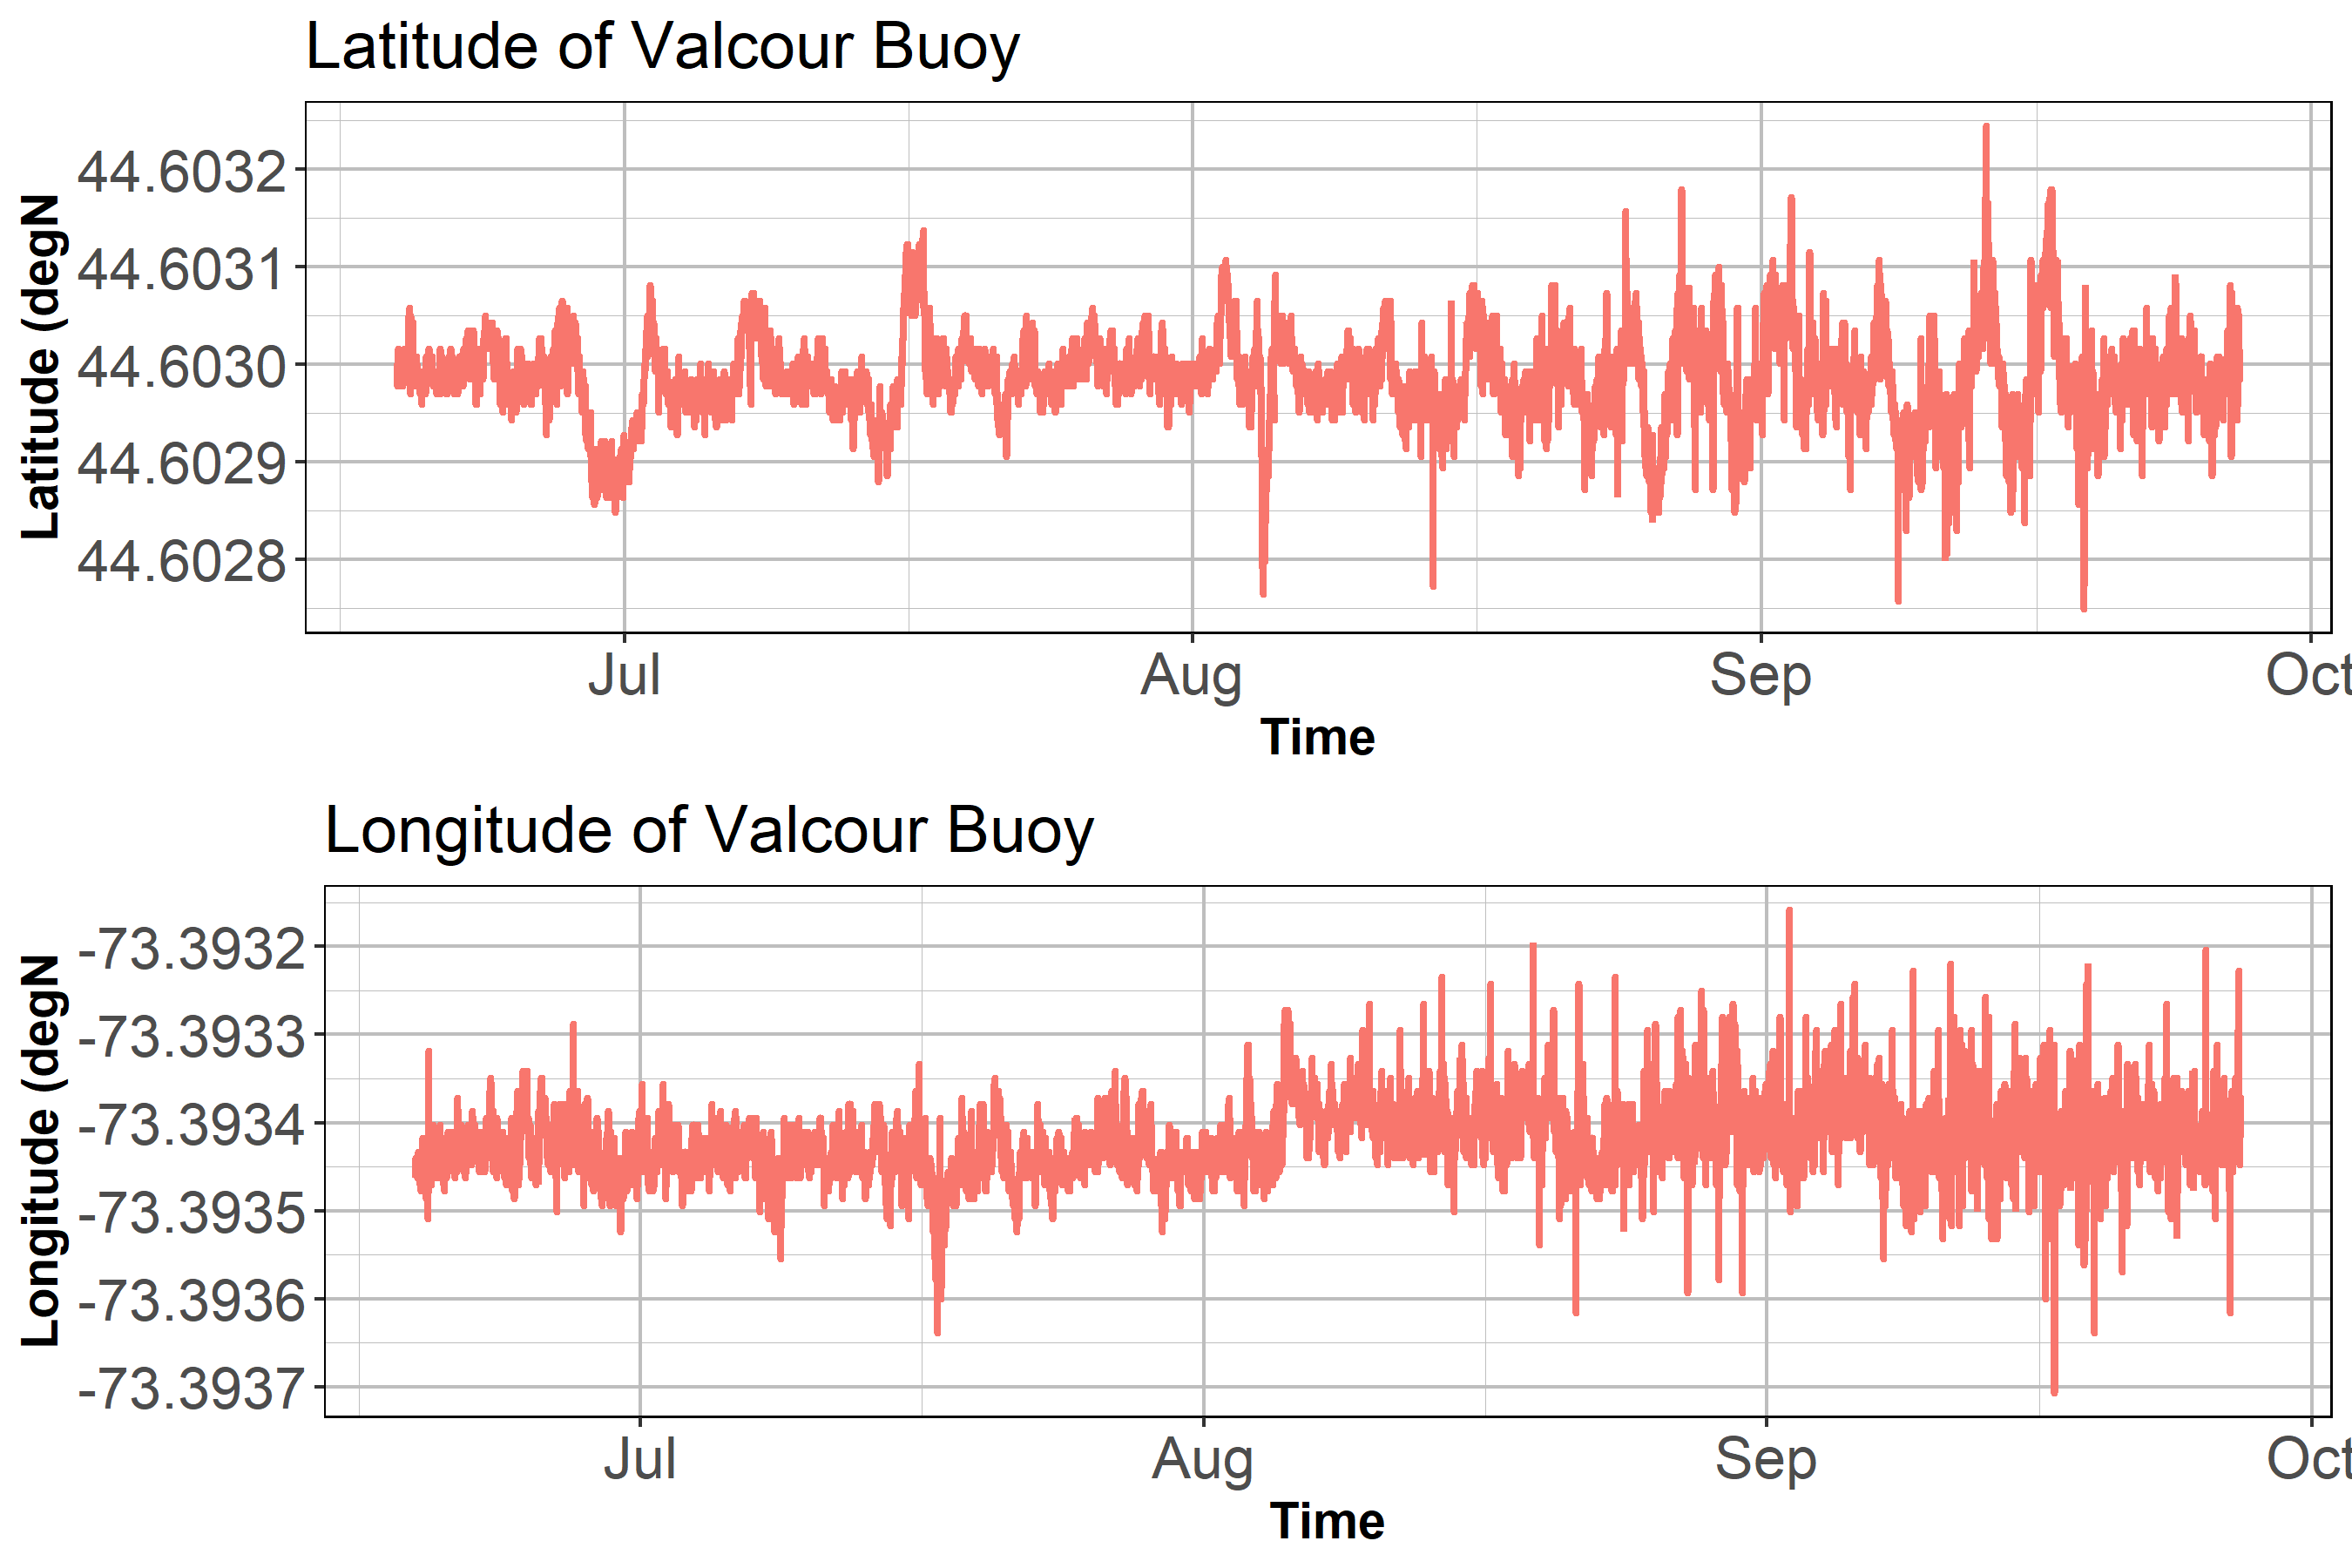 Latitude of Valcour Buoy
Latitude (degN
44.6032
44.6031
44.6030
44.6029
44.6028
Jul Aug Sep Oct
Time
Longitude of Valcour Buoy
Longitude (degN
-73.3932
-73.3933
-73.3934
-73.3935
-73.3936
-73.3937
Jul Aug Sep Oct
Time